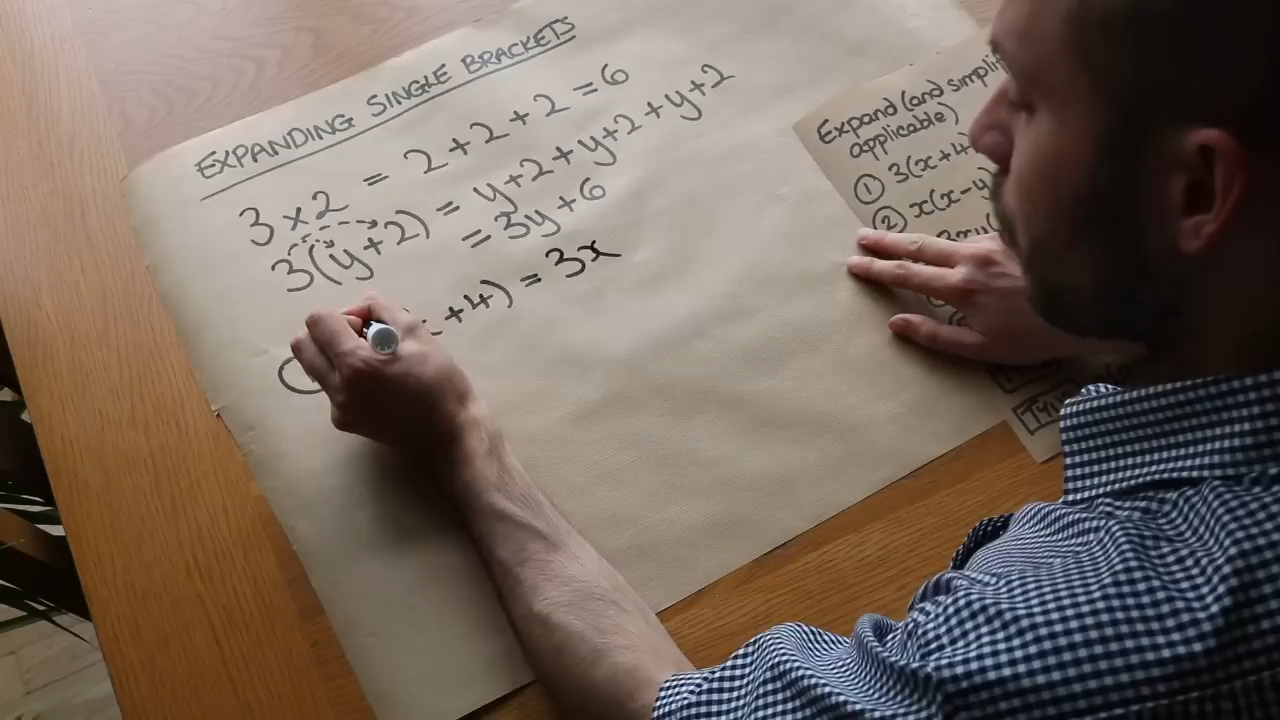 EXPANDING SINGLE BRACKETS
3 × 2 = 2 + 2 + 2 = 6
3(y+2) = y+2 + y+2 + y+2
= 3y + 6
+4) = 3x
Expand (and
applicable)
① 3(x+4)
② x(x-4